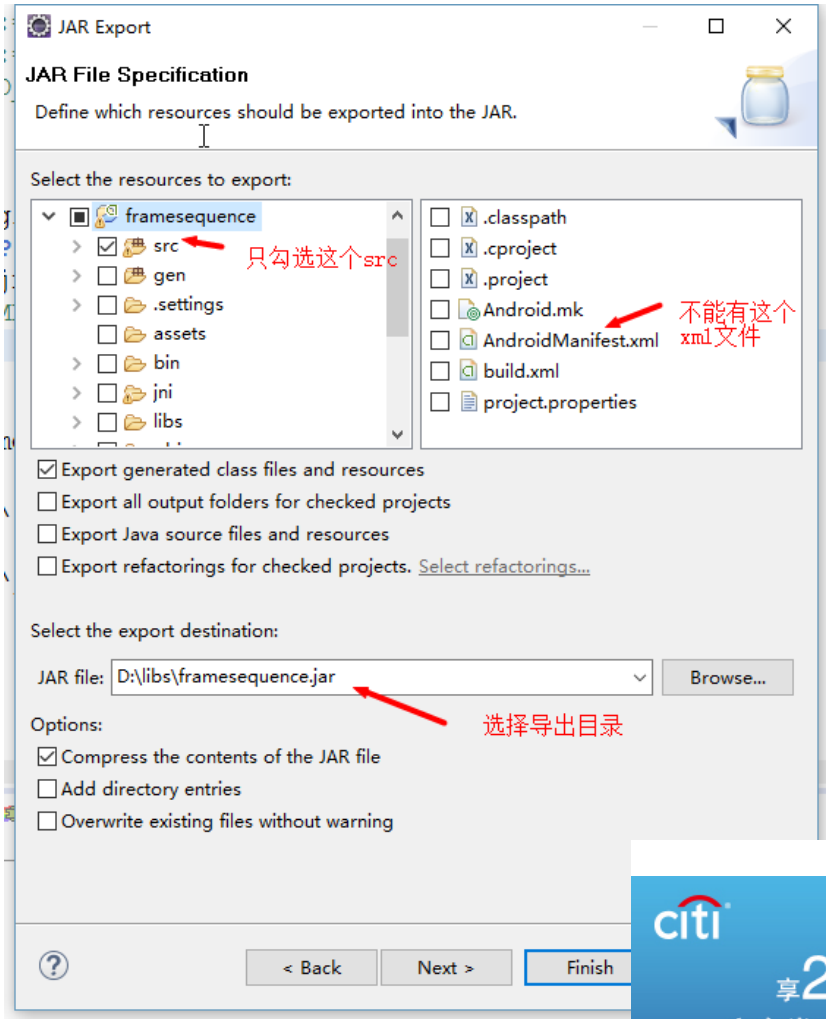 JAR Export
JAR File Specification
Define which resources should be exported into the JAR.
Select the resources to export:
framesequence
src
只勾选这个src
gen
.settings
assets
bin
jni
libs
.classpath
.cproject
.project
Android.mk
不能有这个
AndroidManifest.xml
xml文件
build.xml
project.properties
Export generated class files and resources
Export all output folders for checked projects
Export Java source files and resources
Export refactorings for checked projects. Select refactorings...
Select the export destination:
JAR file: D:\libs\framesequence.jar
Browse...
选择导出目录
Options:
Compress the contents of the JAR file
Add directory entries
Overwrite existing files without warning
citi
享2
? < Back Next > Finish